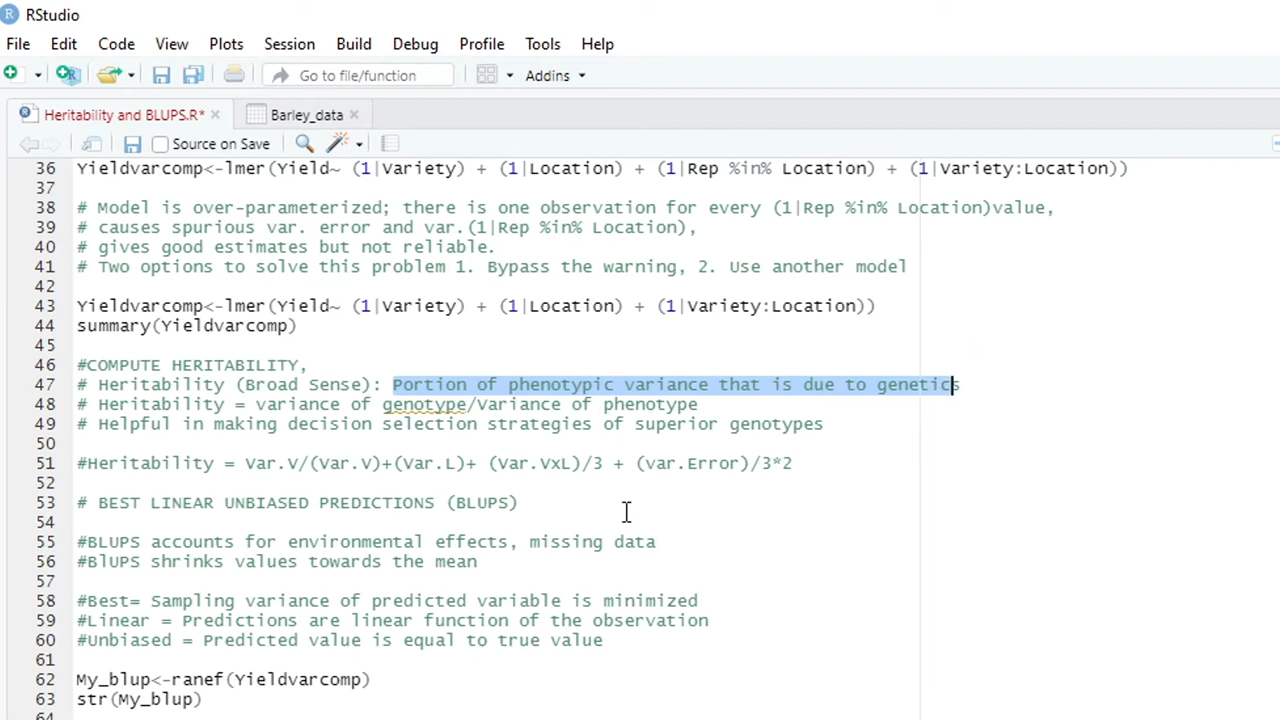 RStudio
File Edit Code View Plots Session Build Debug Profile Tools Help
Go to file/function Addins
Heritability and BLUPS.R* Barley_data
Source on Save
36 Yieldvarcomp<-lmer(Yield~ (1|Variety) + (1|Location) + (1|Rep %in% Location) + (1|Variety:Location))
37
38 # Model is over-parameterized; there is one observation for every (1|Rep %in% Location)value,
39 # causes spurious var. error and var.(1|Rep %in% Location),
40 # gives good estimates but not reliable.
41 # Two options to solve this problem 1. Bypass the warning, 2. Use another model
42
43 Yieldvarcomp<-lmer(Yield~ (1|Variety) + (1|Location) + (1|Variety:Location))
44 summary(Yieldvarcomp)
45
46 #COMPUTE HERITABILITY,
47 # Heritability (Broad Sense): Portion of phenotypic variance that is due to genetics
48 # Heritability = variance of genotype/Variance of phenotype
49 # Helpful in making decision selection strategies of superior genotypes
50
51 #Heritability = Var.V/(Var.V)+(Var.L)+ (Var.VxL)/3 + (var.Error)/3*2
52
53 # BEST LINEAR UNBIASED PREDICTIONS (BLUPS)
54
55 #BLUPS accounts for environmental effects, missing data
56 #BlUPS shrinks values towards the mean
57
58 #Best= Sampling variance of predicted variable is minimized
59 #Linear = Predictions are linear function of the observation
60 #Unbiased = Predicted value is equal to true value
61
62 My_blup<-ranef(Yieldvarcomp)
63 str(My_blup)
64